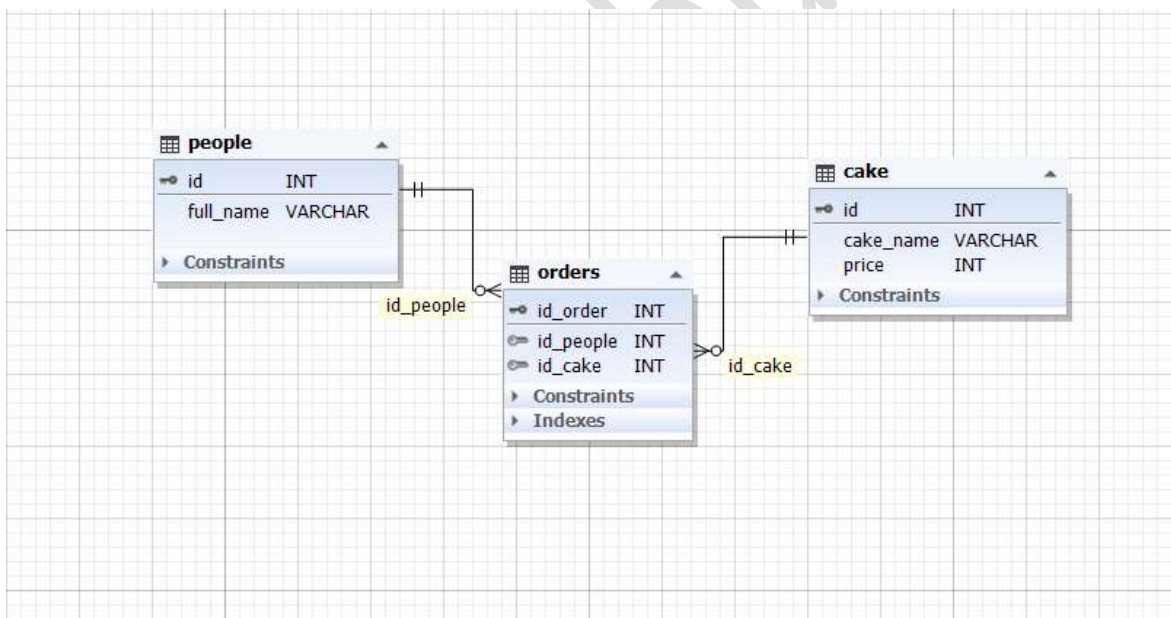 people
id INT
full_name VARCHAR
Constraints
id_people
orders
id_order INT
id_people INT
id_cake INT
Constraints
Indexes
cake
id INT
cake_name VARCHAR
price INT
Constraints
id_cake